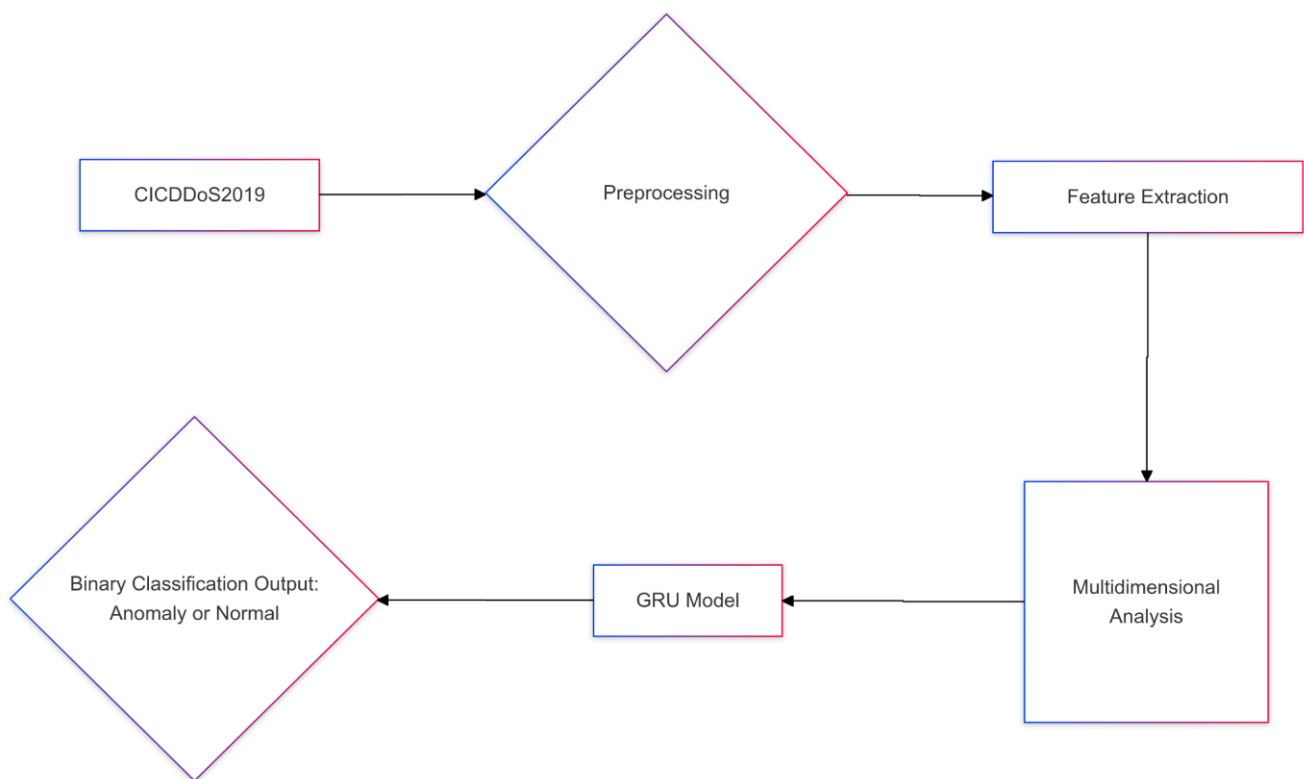 CICDDoS2019
Preprocessing
Feature Extraction
Multidimensional
Analysis
GRU Model
Binary Classification Output:
Anomaly or Normal